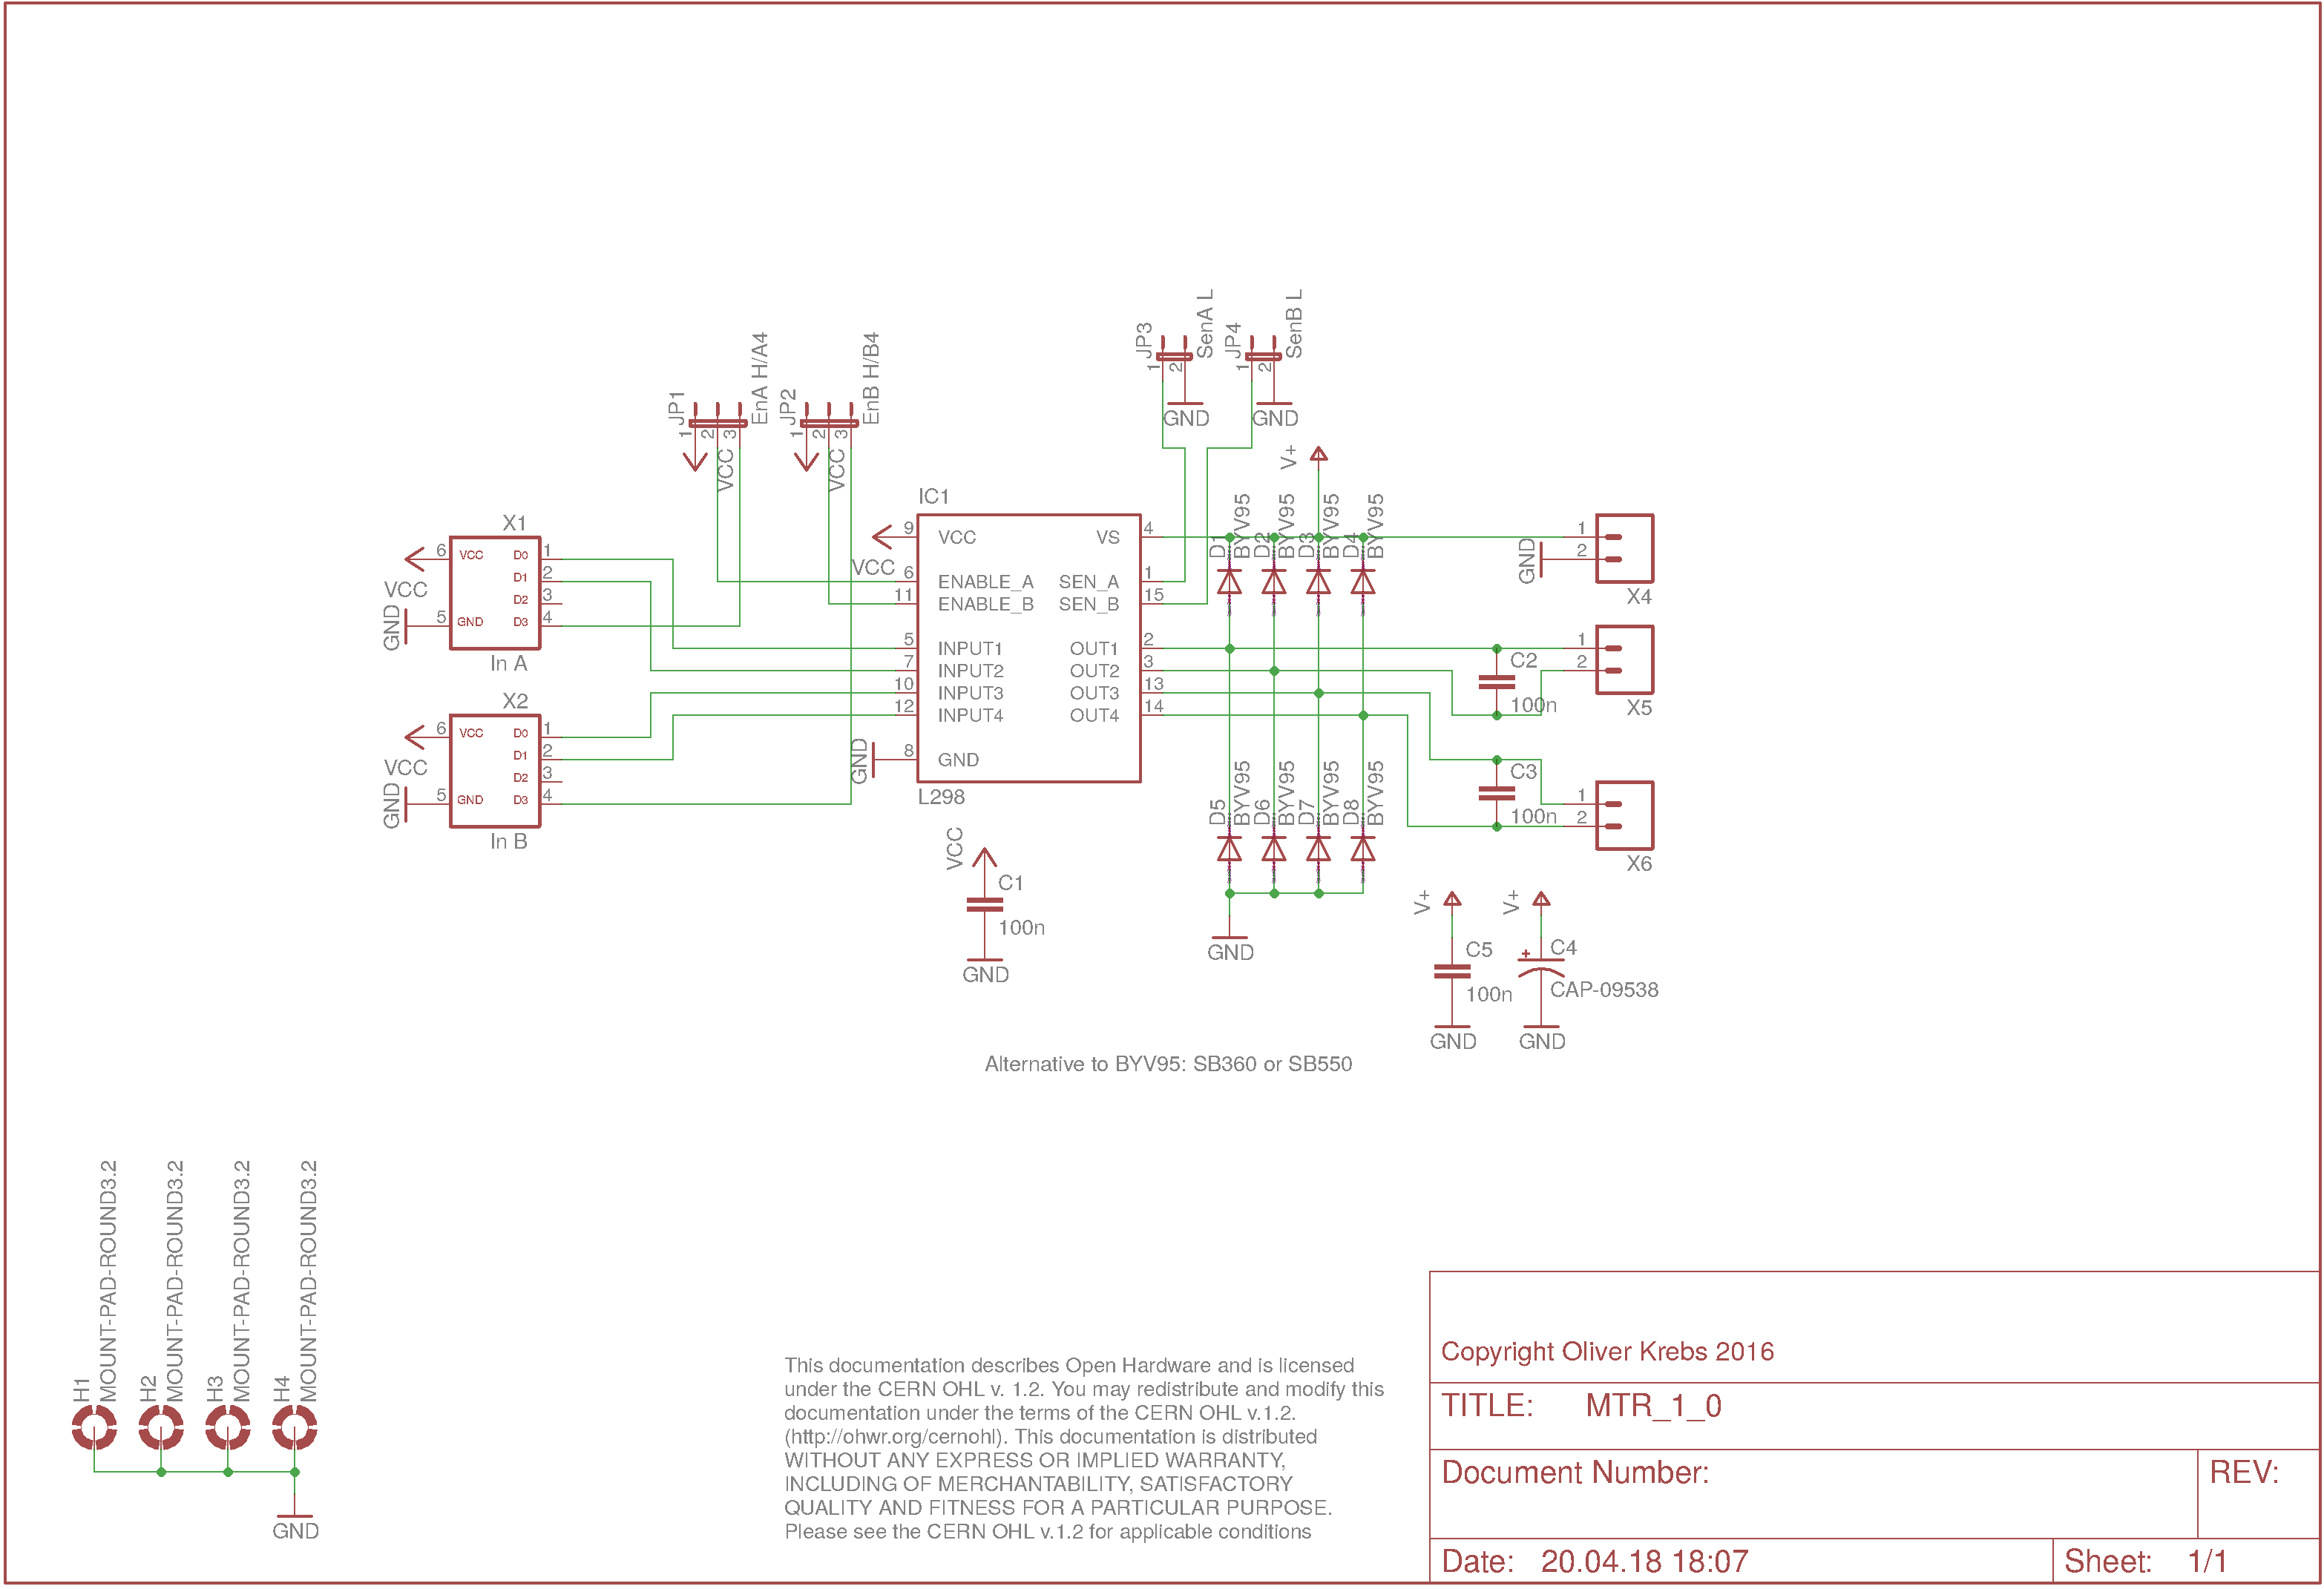 JP3
SenA L
JP4
SenB L
1
2
1
2
GND
GND
JP1
EnA H/A4
JP2
EnB H/B4
1
2
3
1
2
3
VCC
VCC
V+
IC1
9
VCC
VCC
VS
4
6
ENABLE_A
SEN_A
1
11
ENABLE_B
SEN_B
15
5
INPUT1
OUT1
2
7
INPUT2
OUT2
3
10
INPUT3
OUT3
13
12
INPUT4
OUT4
14
GND
8
GND
L298
X1
6
VCC
D0
1
D1
2
VCC
D2
3
GND
5
GND
D3
4
In A
X2
6
VCC
D0
1
D1
2
VCC
D2
3
GND
5
GND
D3
4
In B
D1
BYV95
D2
BYV95
D3
BYV95
D4
BYV95
1
GND
2
X4
1
C2
2
100n
X5
C3
1
100n
2
X6
D5
BYV95
D6
BYV95
D7
BYV95
D8
BYV95
GND
VCC
C1
100n
GND
V+
C5
100n
GND
V+
+
C4
CAP-09538
GND
Alternative to BYV95: SB360 or SB550
H1
MOUNT-PAD-ROUND3.2
H2
MOUNT-PAD-ROUND3.2
H3
MOUNT-PAD-ROUND3.2
H4
MOUNT-PAD-ROUND3.2
GND
This documentation describes Open Hardware and is licensed
under the CERN OHL v. 1.2. You may redistribute and modify this
documentation under the terms of the CERN OHL v.1.2.
(http://ohwr.org/cernohl). This documentation is distributed
WITHOUT ANY EXPRESS OR IMPLIED WARRANTY,
INCLUDING OF MERCHANTABILITY, SATISFACTORY
QUALITY AND FITNESS FOR A PARTICULAR PURPOSE.
Please see the CERN OHL v.1.2 for applicable conditions
Copyright Oliver Krebs 2016
TITLE: MTR_1_0
Document Number:
REV:
Date: 20.04.18 18:07
Sheet: 1/1